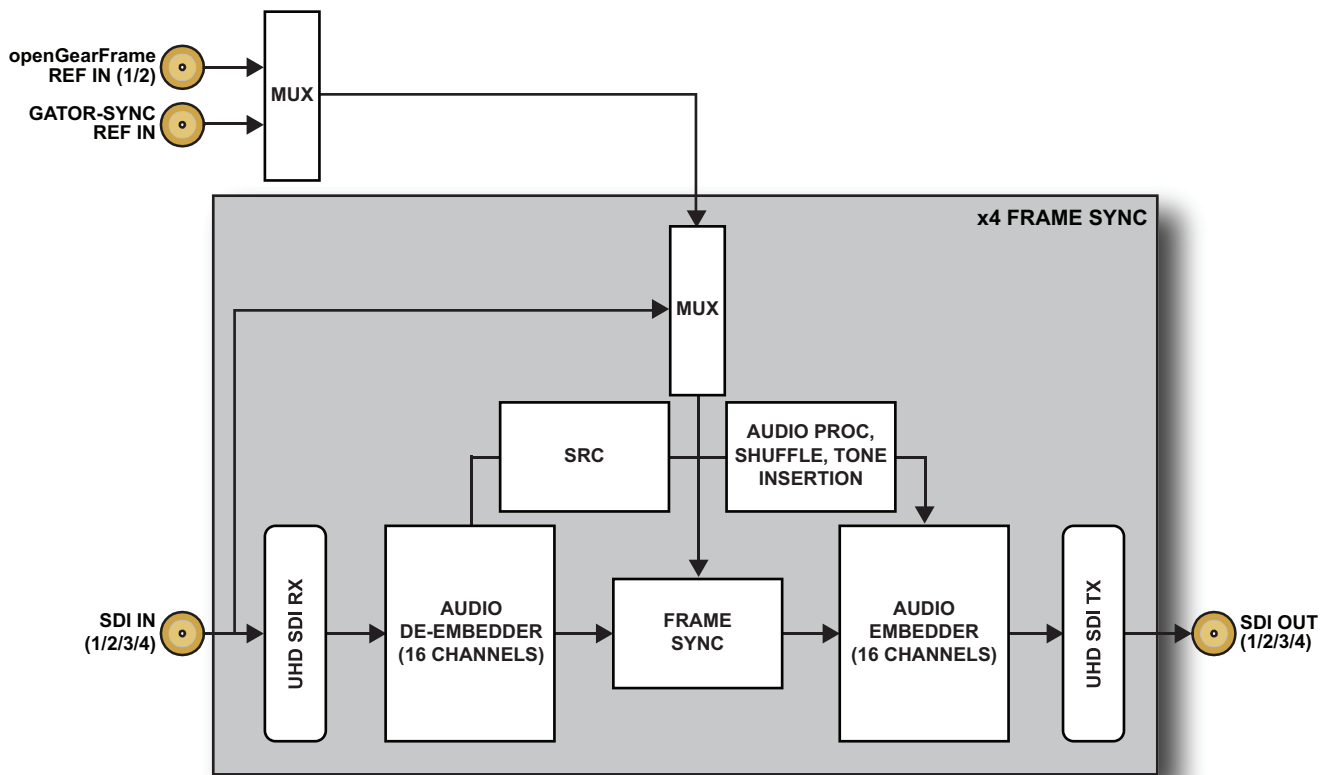 openGearFrame
REF IN (1/2)
GATOR-SYNC
REF IN
MUX
x4 FRAME SYNC
MUX
SRC
AUDIO PROC,
SHUFFLE, TONE
INSERTION
SDI IN
(1/2/3/4)
UHD SDI RX
AUDIO
DE-EMBEDDER
(16 CHANNELS)
FRAME
SYNC
AUDIO
EMBEDDER
(16 CHANNELS)
UHD SDI TX
SDI OUT
(1/2/3/4)